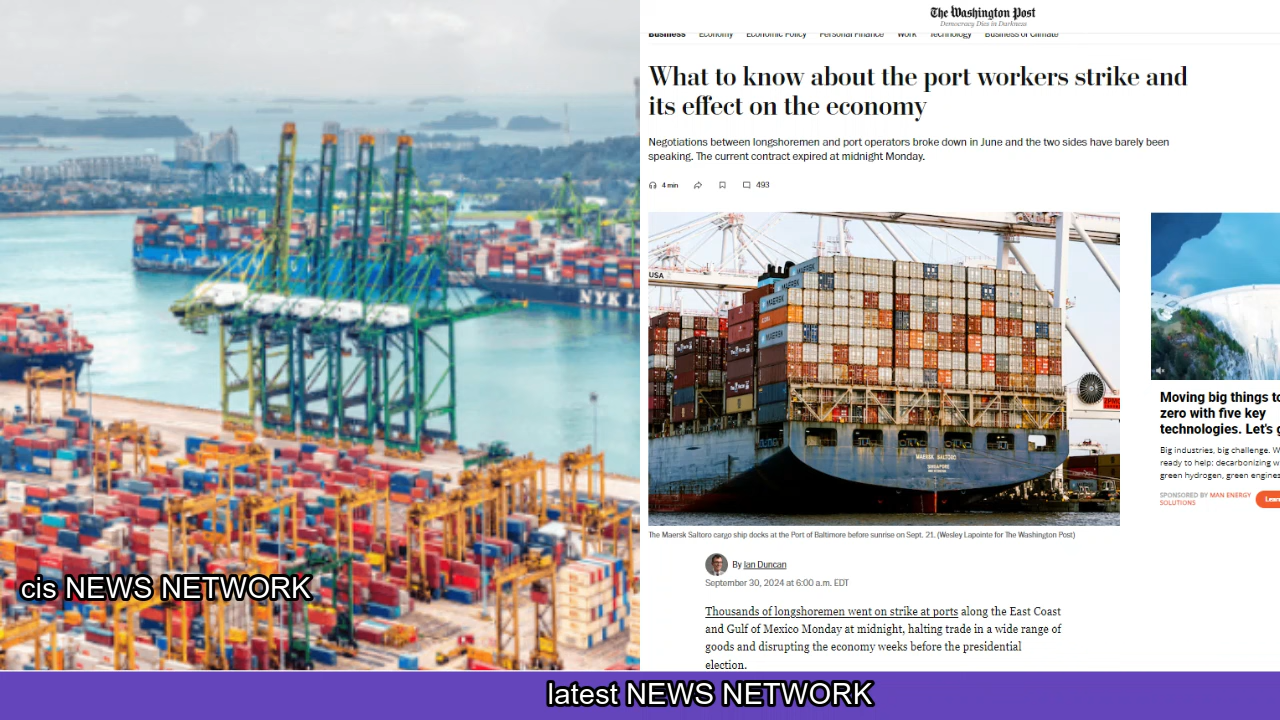 The Washington Post
Democracy Dies in Darkness
Business Economy Economic Policy Personal Finance Work Technology Business of Climate
What to know about the port workers strike and
its effect on the economy
Negotiations between longshoremen and port operators broke down in June and the two sides have barely been
speaking. The current contract expired at midnight Monday.
4 min
493
USA
MAERSK
NYK L
MAERSK SALTORO
SINGAPORE
The Maersk Saltoro cargo ship docks at the Port of Baltimore before sunrise on Sept. 21. (Wesley Lapointe for The Washington Post)
Moving big things to
zero with five key
technologies. Let's g
Big industries, big challenge. W
ready to help: decarbonizing w
green hydrogen, green engines
SPONSORED BY MAN ENERGY
SOLUTIONS
Learn
By Ian Duncan
September 30, 2024 at 6:00 a.m. EDT
Thousands of longshoremen went on strike at ports along the East Coast
and Gulf of Mexico Monday at midnight, halting trade in a wide range of
goods and disrupting the economy weeks before the presidential
election.
cis NEWS NETWORK
latest NEWS NETWORK